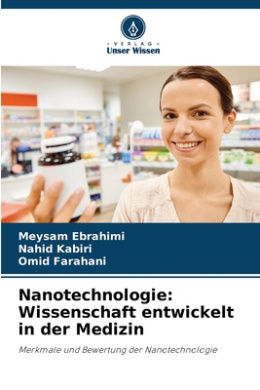 VERLAG
Unser Wissen
Meysam Ebrahimi
Nahid Kabiri
Omid Farahani
Nanotechnologie:
Wissenschaft entwickelt
in der Medizin
Merkmale und Bewertung der Nanotechnologie